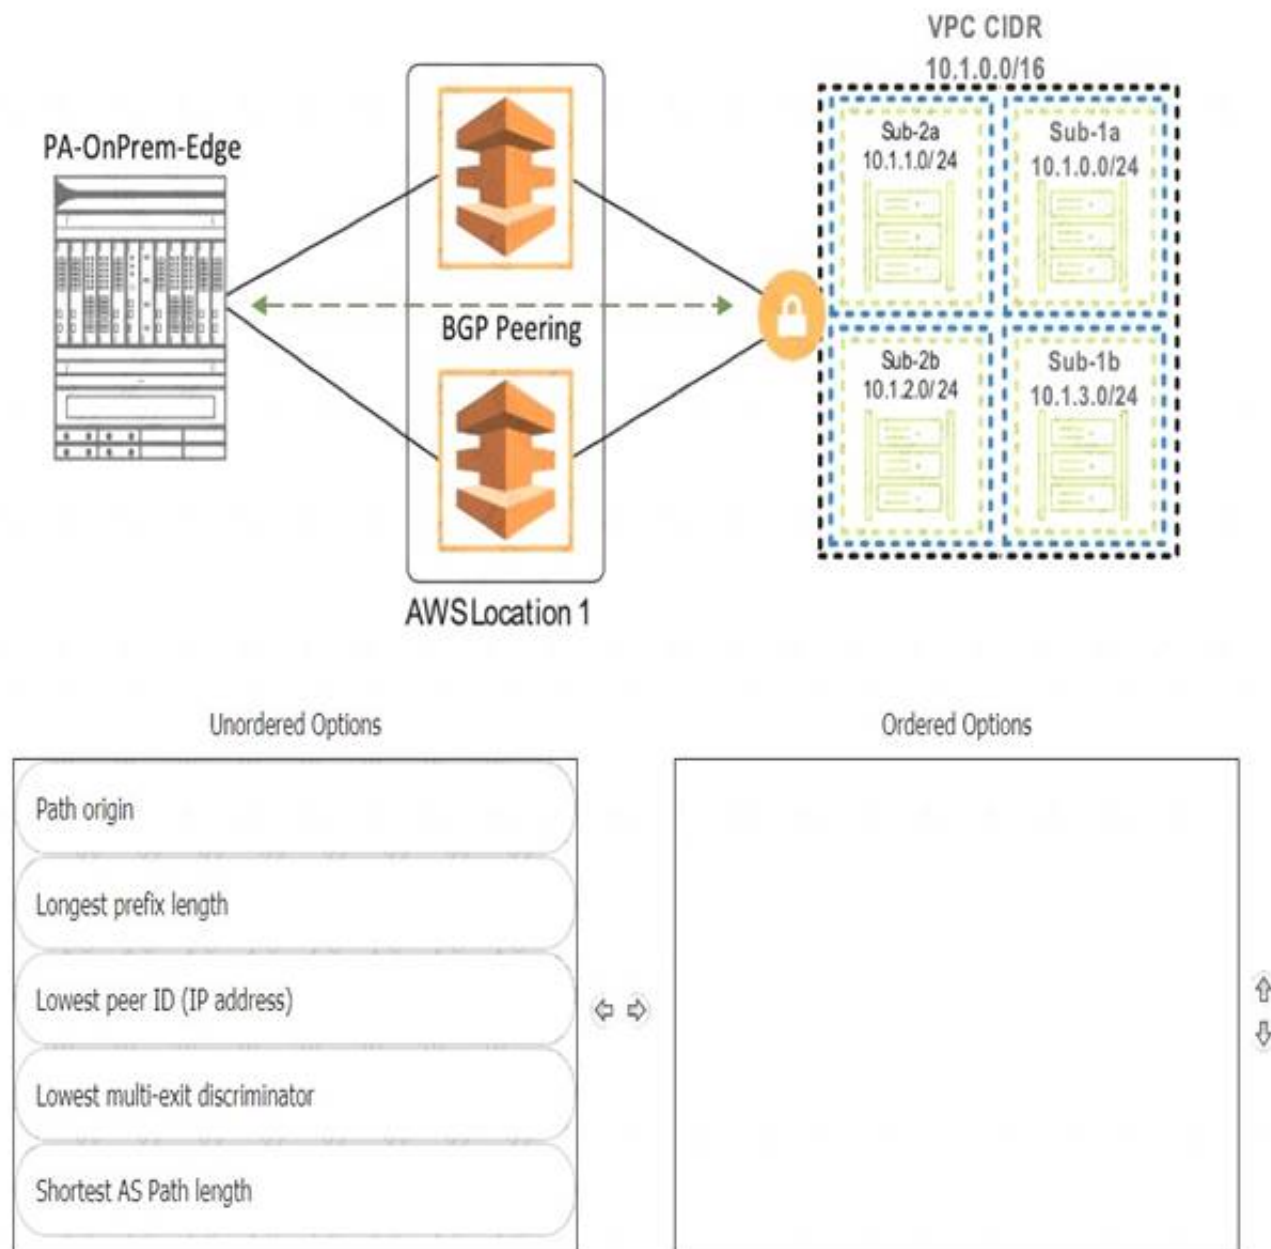 VPC CIDR
10.1.0.0/16
PA-OnPrem-Edge
Sub-2a
10.1.1.0/24
Sub-1a
10.1.0.0/24
BGP Peering
Sub-2b
10.1.2.0/24
Sub-1b
10.1.3.0/24
AWS Location 1
Unordered Options
Ordered Options
Path origin
Longest prefix length
Lowest peer ID (IP address)
Lowest multi-exit discriminator
Shortest AS Path length